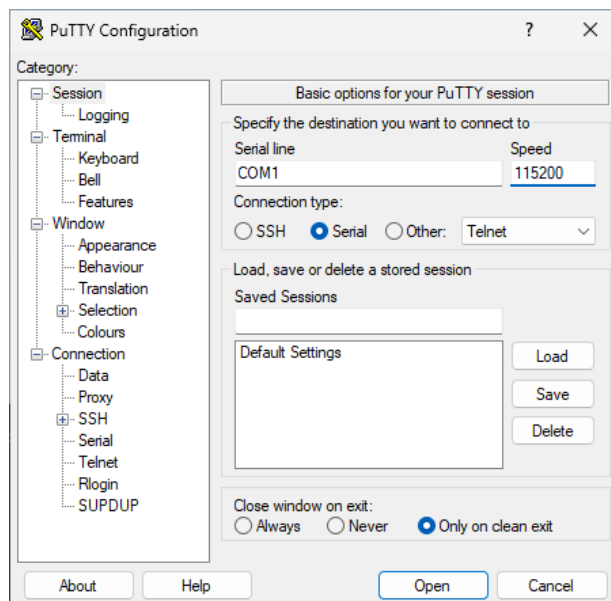 PuTTY Configuration ? ×
Category:
Session
Logging
Terminal
Keyboard
Bell
Features
Window
Appearance
Behaviour
Translation
Selection
Colours
Connection
Data
Proxy
SSH
Serial
Telnet
Rlogin
SUPDUP
Basic options for your PuTTY session
Specify the destination you want to connect to
Serial line Speed
COM1 115200
Connection type:
SSH Serial Other: Telnet
Load, save or delete a stored session
Saved Sessions
Default Settings
Load
Save
Delete
Close window on exit:
Always Never Only on clean exit
About Help Open Cancel